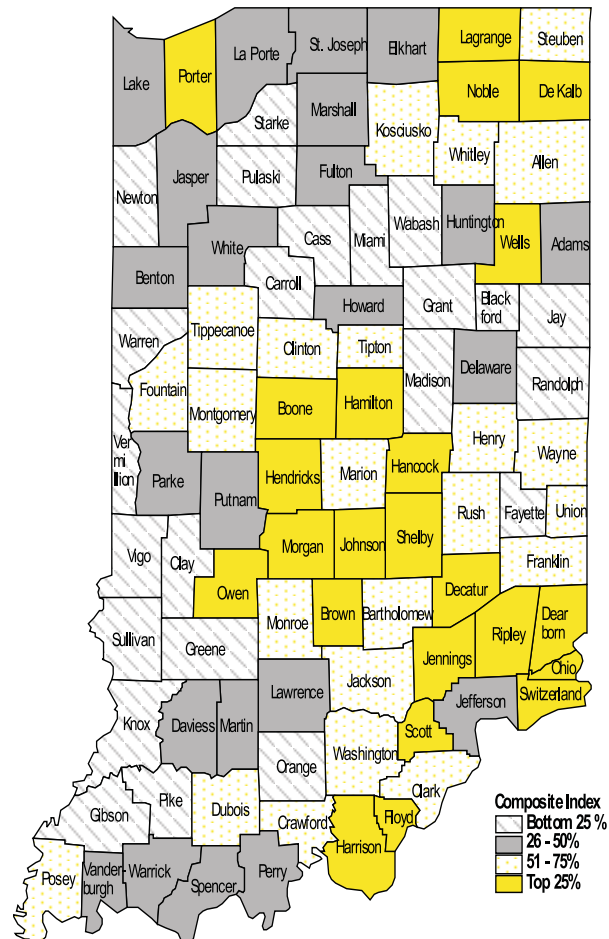 Lake
Porter
La Porte
St. Joseph
Elkhart
Lagrange
Steuben
Noble
De Kalb
Starke
Marshall
Kosciusko
Whitley
Allen
Newton
Jasper
Pulaski
Fulton
Wabash
Huntington
Wells
Adams
White
Cass
Miami
Benton
Carroll
Howard
Grant
Black
ford
Jay
Warren
Tippecanoe
Clinton
Tipton
Madison
Delaware
Randolph
Fountain
Montgomery
Boone
Hamilton
Henry
Wayne
Ver
mi
llion
Parke
Putnam
Hendricks
Marion
Hancock
Rush
Fayette
Union
Vigo
Clay
Owen
Morgan
Johnson
Shelby
Franklin
Decatur
Sullivan
Greene
Monroe
Brown
Bartholomew
Jennings
Ripley
Dear
born
Ohio
Switzerland
Knox
Daviess
Martin
Lawrence
Jackson
Jefferson
Scott
Orange
Washington
Clark
Gibson
Pike
Dubois
Crawford
Harrison
Floyd
Posey
Vander-
burgh
Warrick
Spencer
Perry
Composite Index
Bottom 25 %
26 - 50%
51 - 75%
Top 25%